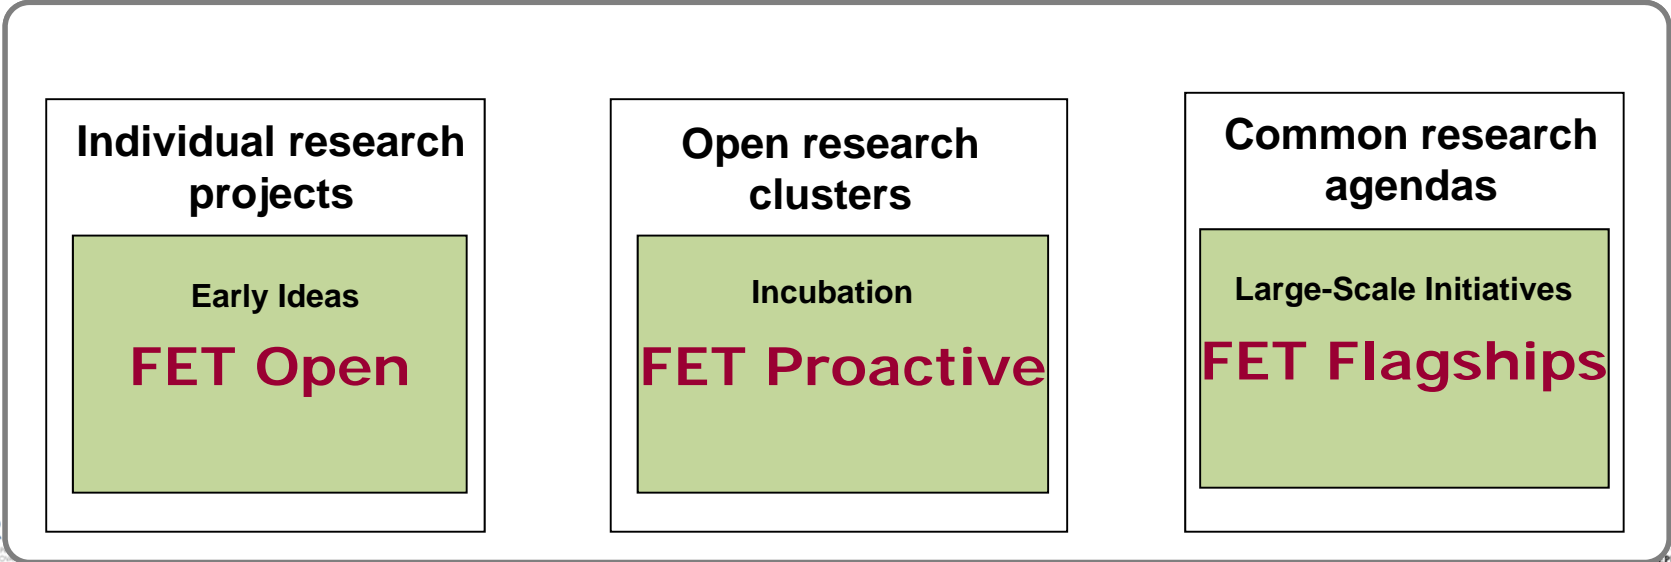 Individual research
projects
Early Ideas
FET Open
Open research
clusters
Incubation
FET Proactive
Common research
agendas
Large-Scale Initiatives
FET Flagships